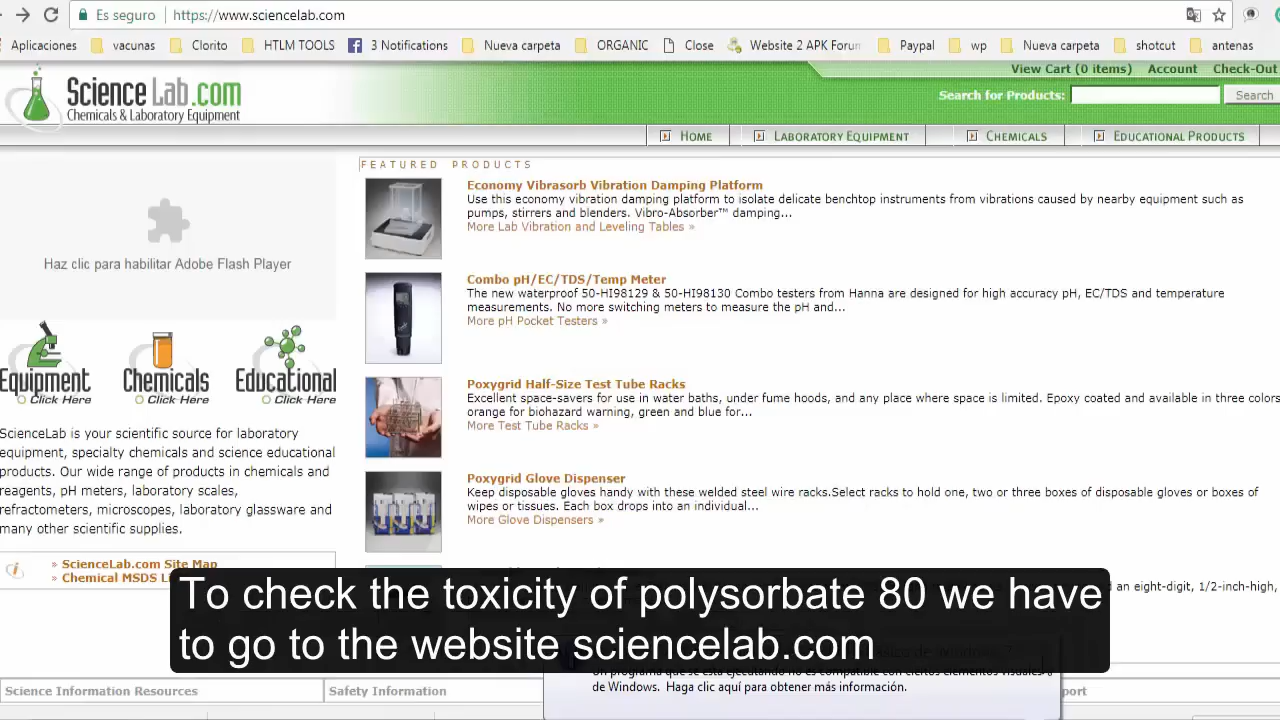 Es seguro https://www.sciencelab.com
Aplicaciones vacunas Clorito HTLM TOOLS 3 Notifications Nueva carpeta ORGANIC Close Website 2 APK Forum Paypal wp Nueva carpeta shotcut antenas
View Cart (0 items) Account Check-Out
Science Lab.com
Chemicals & Laboratory Equipment
Search for Products: Search
HOME LABORATORY EQUIPMENT CHEMICALS EDUCATIONAL PRODUCTS
FEATURED PRODUCTS
Economy Vibrasorb Vibration Damping Platform
Use this economy vibration damping platform to isolate delicate benchtop instruments from vibrations caused by nearby equipment such as
pumps, stirrers and blenders. Vibro-Absorber™ damping...
More Lab Vibration and Leveling Tables »
Haz clic para habilitar Adobe Flash Player
Combo pH/EC/TDS/Temp Meter
The new waterproof 50-HI98129 & 50-HI98130 Combo testers from Hanna are designed for high accuracy pH, EC/TDS and temperature
measurements. No more switching meters to measure the pH and...
More pH Pocket Testers »
Equipment Chemicals Educational
Click Here Click Here Click Here
Poxygrid Half-Size Test Tube Racks
Excellent space-savers for use in water baths, under fume hoods, and any place where space is limited. Epoxy coated and available in three colors
orange for biohazard warning, green and blue for...
More Test Tube Racks »
ScienceLab is your scientific source for laboratory
equipment, specialty chemicals and science educational
products. Our wide range of products in chemicals and
reagents, pH meters, laboratory scales,
refractometers, microscopes, laboratory glassware and
many other scientific supplies.
Poxygrid Glove Dispenser
Keep disposable gloves handy with these welded steel wire racks.Select racks to hold one, two or three boxes of disposable gloves or boxes of
wipes or tissues. Each box drops into an individual...
More Glove Dispensers »
» ScienceLab.com Site Map
» Chemical MSDS
an eight-digit, 1/2-inch-high,
To check the toxicity of polysorbate 80 we have
to go to the website sciencelab.com
Un programa que se está ejecutando no es compatible con ciertos elementos visuales
de Windows. Haga clic aquí para obtener más información.
Science Information Resources Safety Information